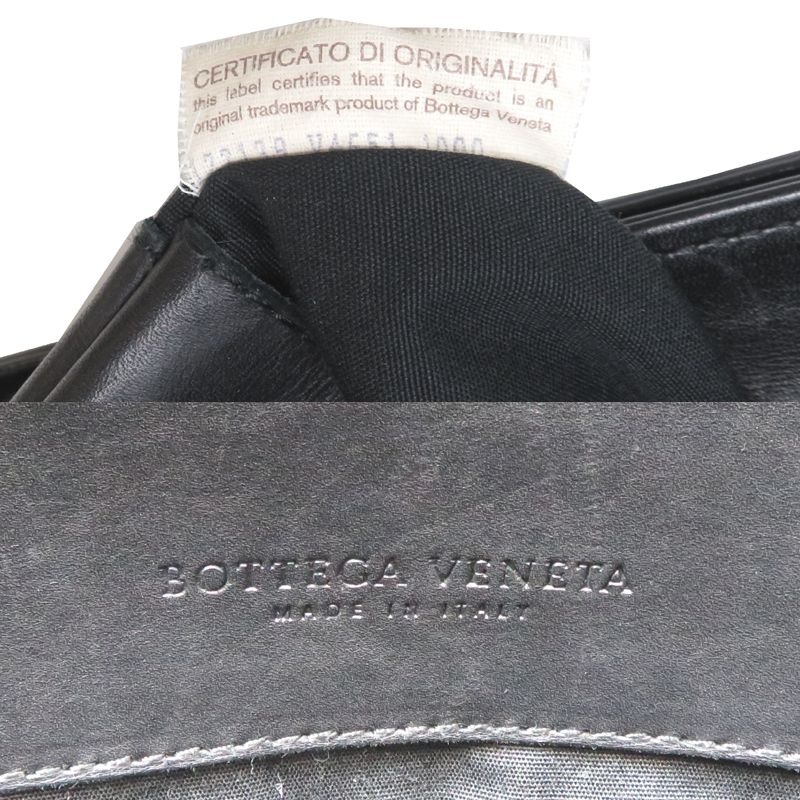 CERTIFICATO DI ORIGINALITÁ
this label certifies that the product is an
original trademark product of Bottega Veneta
BOTTEGA VENETA
MADE IN ITALY